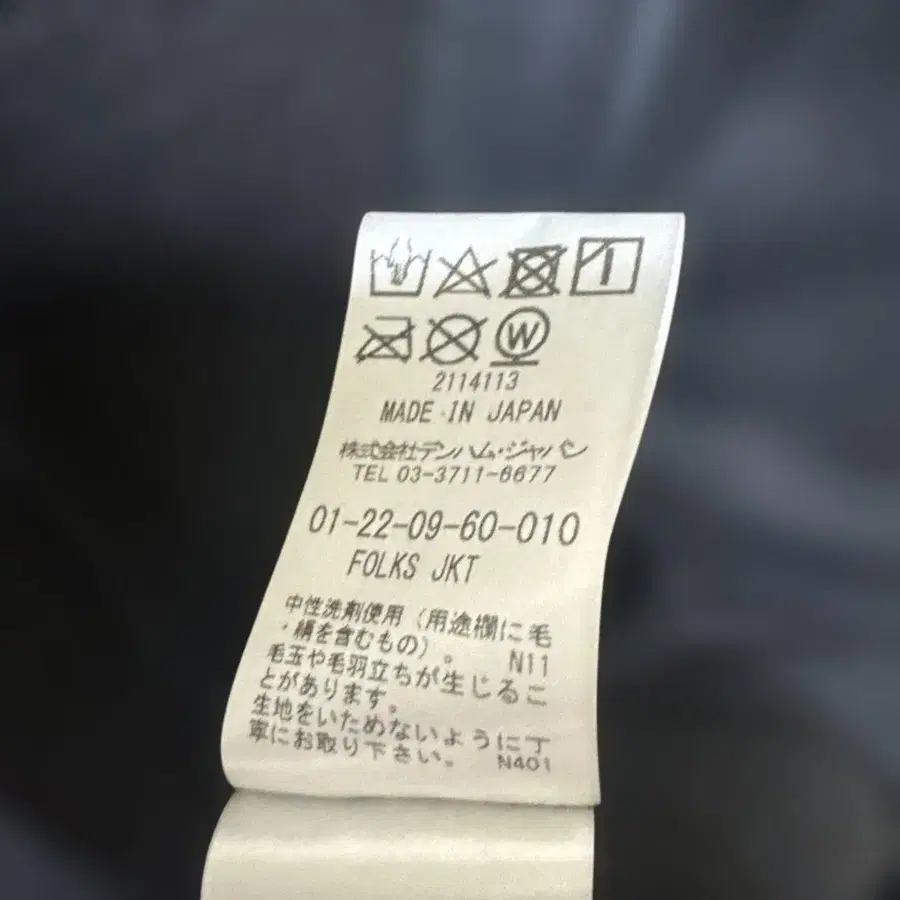 W
2114113
MADE IN JAPAN
株式会社デンハム・ジャパン
TEL 03-3711-6677
01-22-09-60-010
FOLKS JKT
中性洗剤使用(用途欄に毛
・絹を含むもの)。 N11
毛玉や毛羽立ちが生じるこ
とがあります。
生地をいためないように丁
寧にお取り下さい。 N401